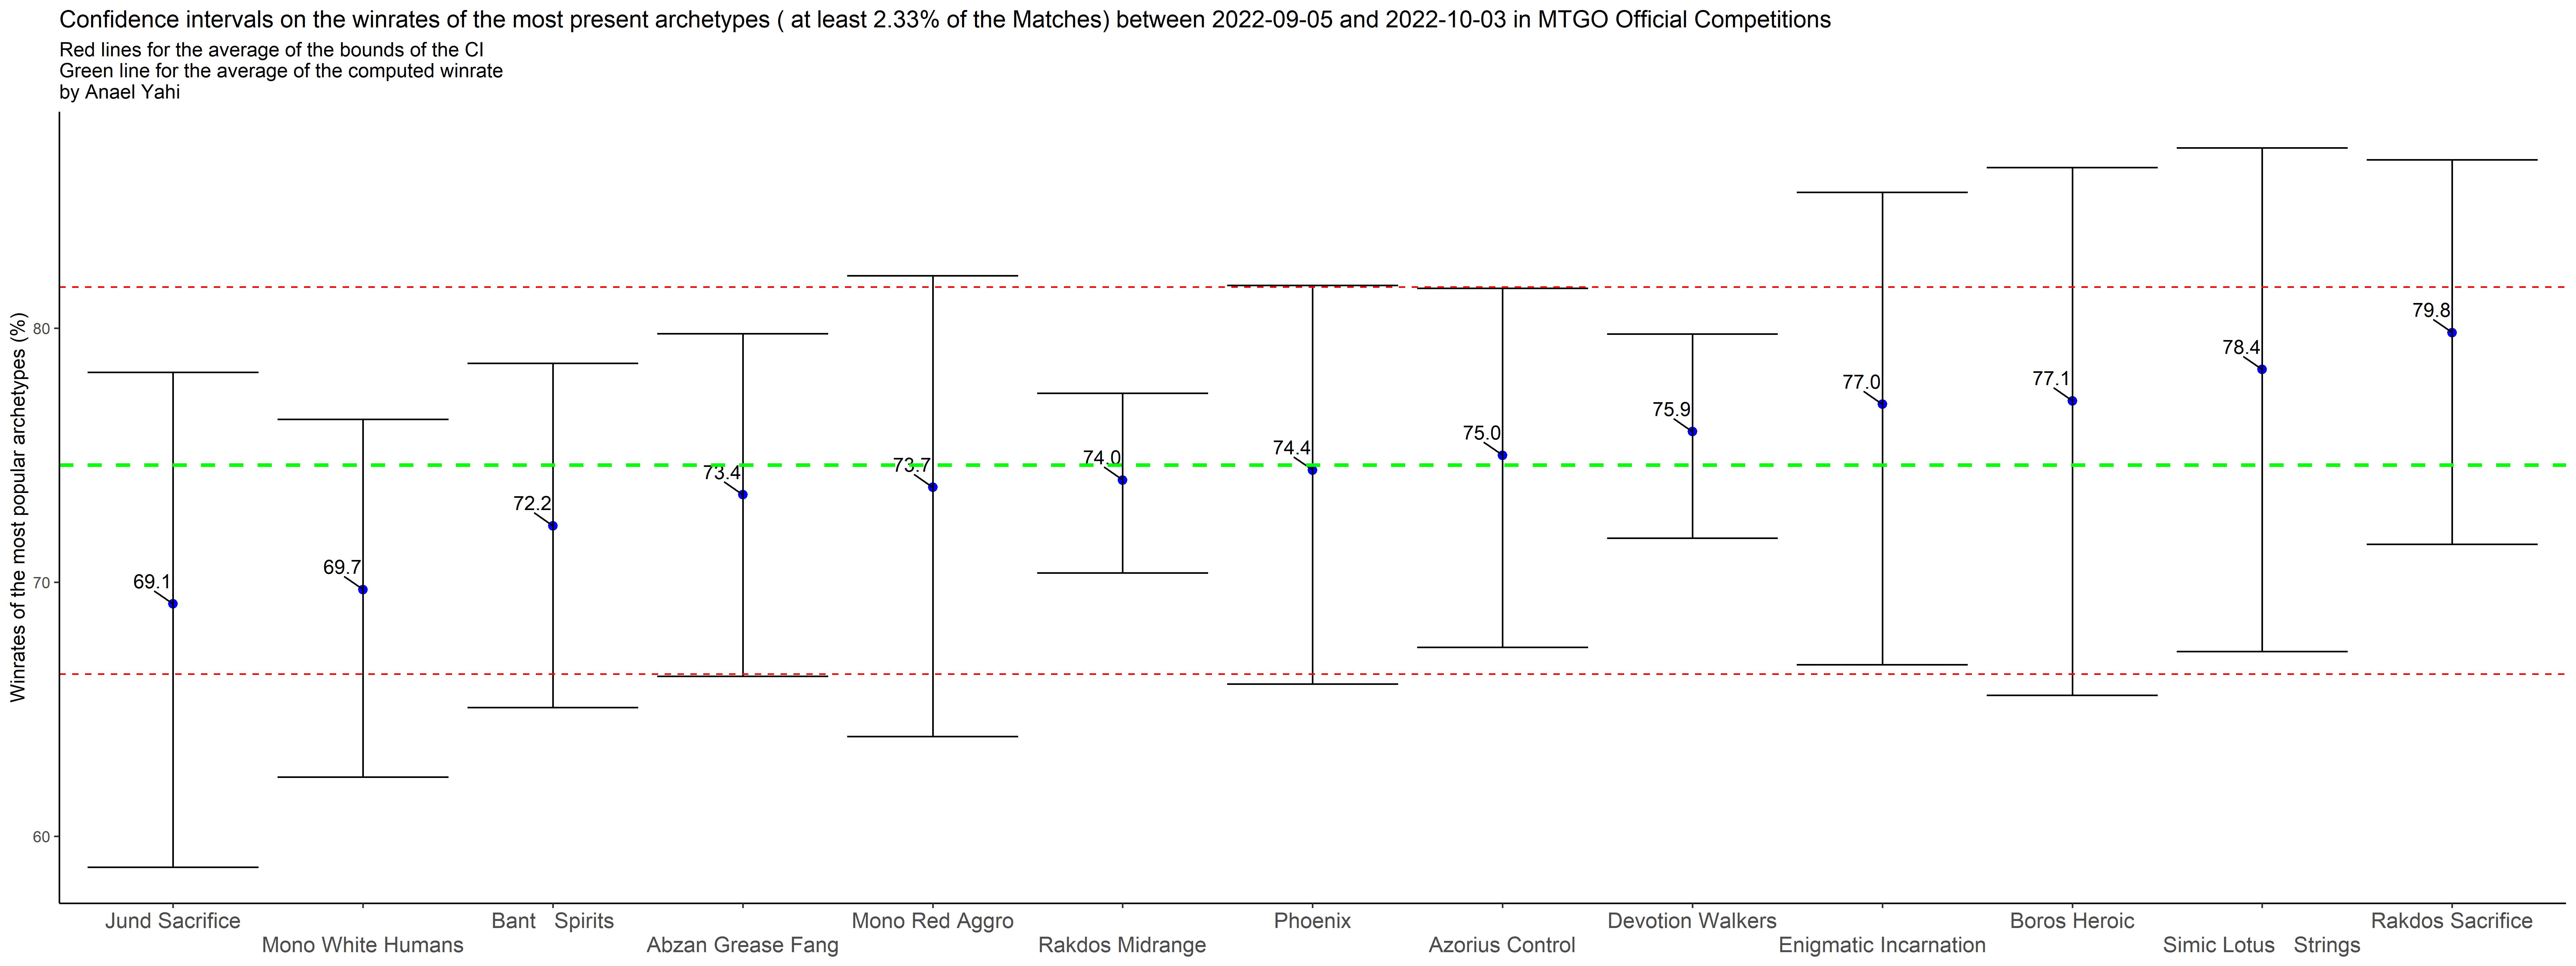 Confidence intervals on the winrates of the most present archetypes ( at least 2.33% of the Matches) between 2022-09-05 and 2022-10-03 in MTGO Official Competitions
Red lines for the average of the bounds of the CI
Green line for the average of the computed winrate
by Anael Yahi
Winrates of the most popular archetypes (%)
80
70
60
69.1
69.7
72.2
73.4
73.7
74.0
74.4
75.0
75.9
77.0
77.1
78.4
79.8
Jund Sacrifice
Mono White Humans
Bant   Spirits
Abzan Grease Fang
Mono Red Aggro
Rakdos Midrange
Phoenix
Azorius Control
Devotion Walkers
Enigmatic Incarnation
Boros Heroic
Simic Lotus   Strings
Rakdos Sacrifice